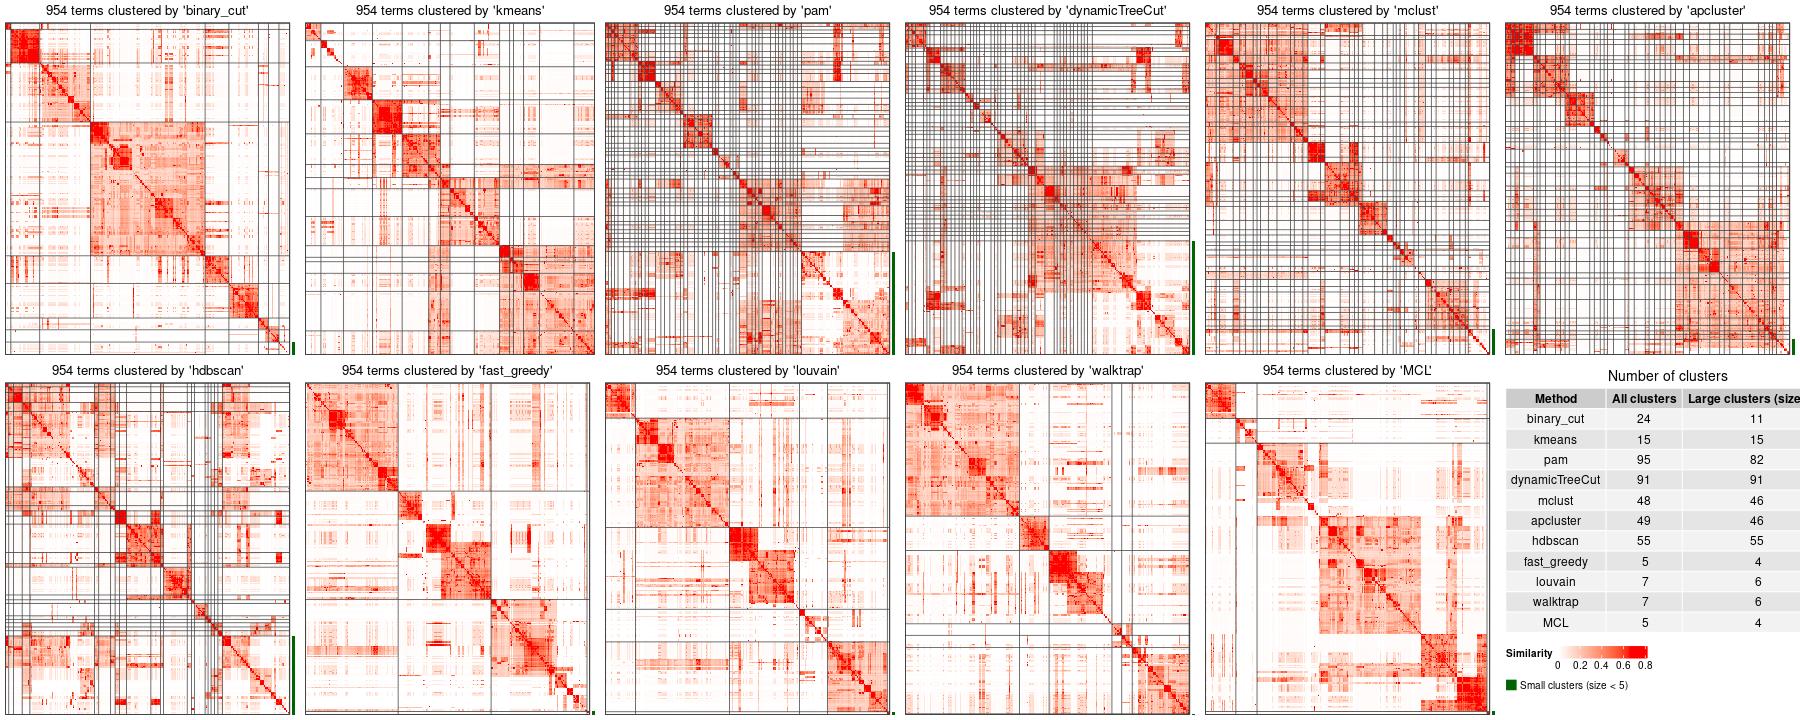 954 terms clustered by 'binary_cut'
954 terms clustered by 'kmeans'
954 terms clustered by 'pam'
954 terms clustered by 'dynamicTreeCut'
954 terms clustered by 'mclust'
954 terms clustered by 'apcluster'
954 terms clustered by 'hdbscan'
954 terms clustered by 'fast_greedy'
954 terms clustered by 'louvain'
954 terms clustered by 'walktrap'
954 terms clustered by 'MCL'
Number of clusters
Method All clusters Large clusters (size
binary_cut 24 11
kmeans 15 15
pam 95 82
dynamicTreeCut 91 91
mclust 48 46
apcluster 49 46
hdbscan 55 55
fast_greedy 5 4
louvain 7 6
walktrap 7 6
MCL 5 4
Similarity
0 0.2 0.4 0.6 0.8
Small clusters (size < 5)